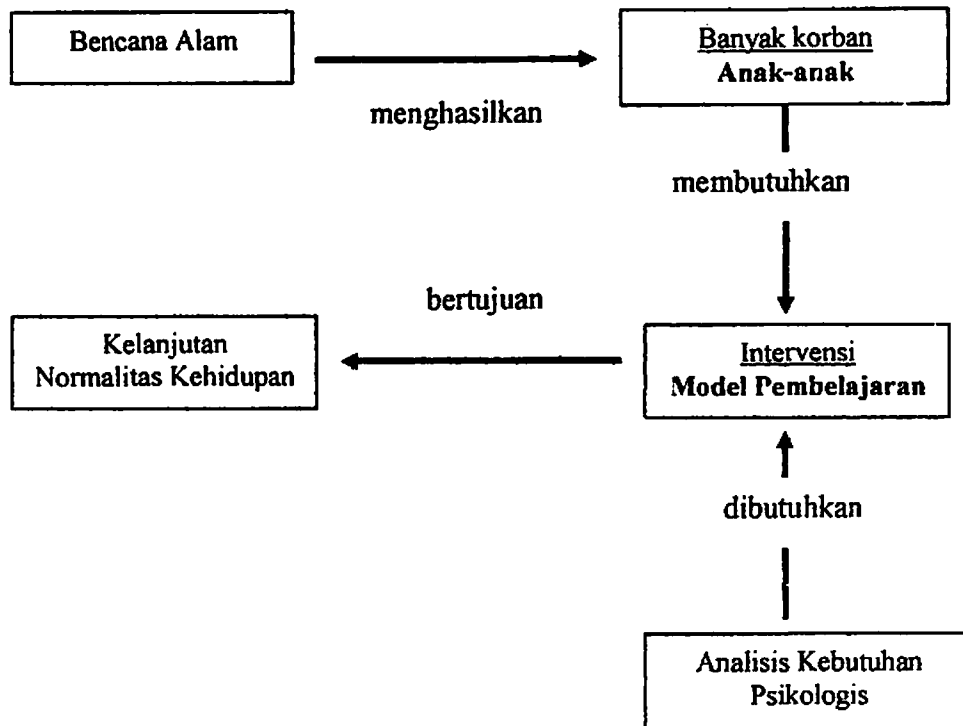 Bencana Alam
menghasilkan
Banyak korban
Anak-anak
membutuhkan
Intervensi
Model Pembelajaran
bertujuan
Kelanjutan
Normalitas Kehidupan
dibutuhkan
Analisis Kebutuhan
Psikologis